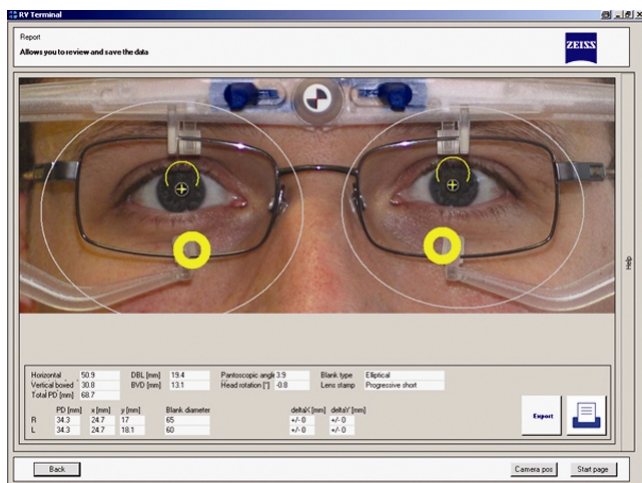 RV Terminal
Report
Allows you to review and save the data
ZEISS
Help
Horizontal 50.9 DBL [mm] 19.4 Pantoscopic angle 3.9 Blank type Elliptical
Vertical boxed 30.8 BVD [mm] 13.1 Head rotation [°] -0.8 Lens stamp Progressive short
Total PD [mm] 68.7
PD [mm] x [mm] y [mm] Blank diameter deltaX [mm] deltaY [mm]
R 34.3 24.7 17 65 +/- 0 +/- 0
L 34.3 24.7 18.1 60 +/- 0 +/- 0
Export
Back Camera pos Start page